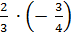 2/3 · (− 3/4)